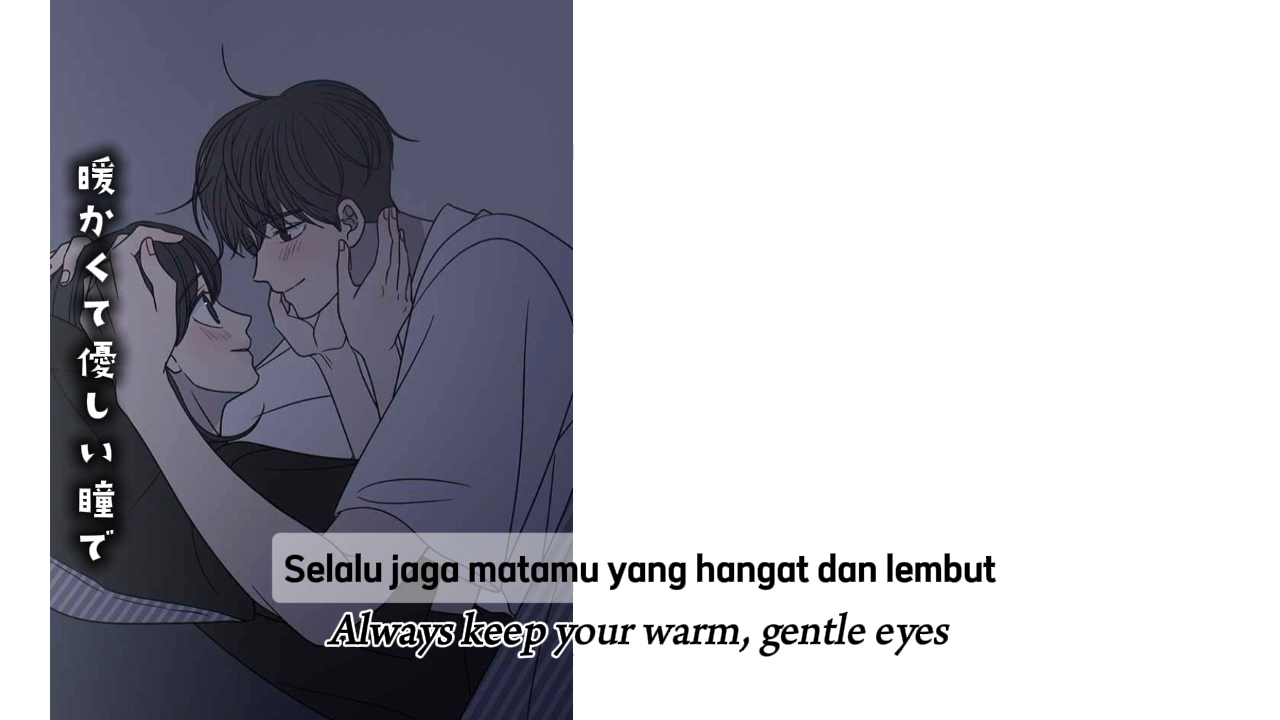 暖かくて優しい瞳で
Selalu jaga matamu yang hangat dan lembut
Always keep your warm, gentle eyes